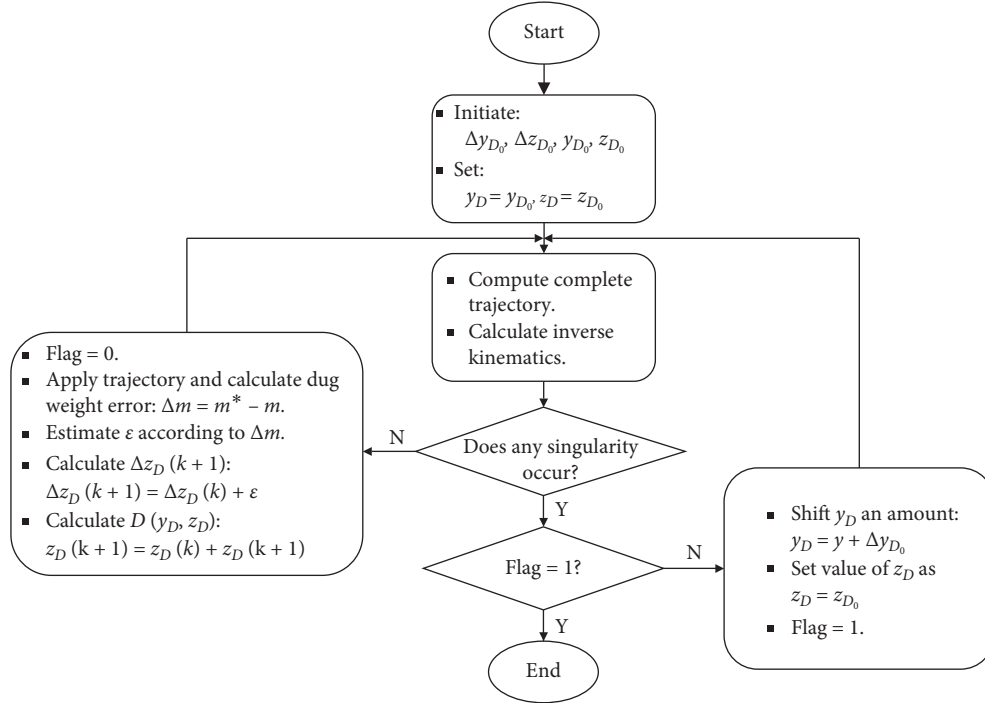 Start
▪ Initiate:
Δy_{D_0}, Δz_{D_0}, y_{D_0}, z_{D_0}
▪ Set:
y_D = y_{D_0}, z_D = z_{D_0}
▪ Compute complete
trajectory.
▪ Calculate inverse
kinematics.
▪ Flag = 0.
▪ Apply trajectory and calculate dug
weight error: Δm = m* – m.
▪ Estimate ε according to Δm.
▪ Calculate Δz_D (k + 1):
Δz_D (k + 1) = Δz_D (k) + ε
▪ Calculate D (y_D, z_D):
z_D (k + 1) = z_D (k) + z_D (k + 1)
N
Does any singularity
occur?
Y
Flag = 1?
N
▪ Shift y_D an amount:
y_D = y + Δy_{D_0}
▪ Set value of z_D as
z_D = z_{D_0}
▪ Flag = 1.
Y
End